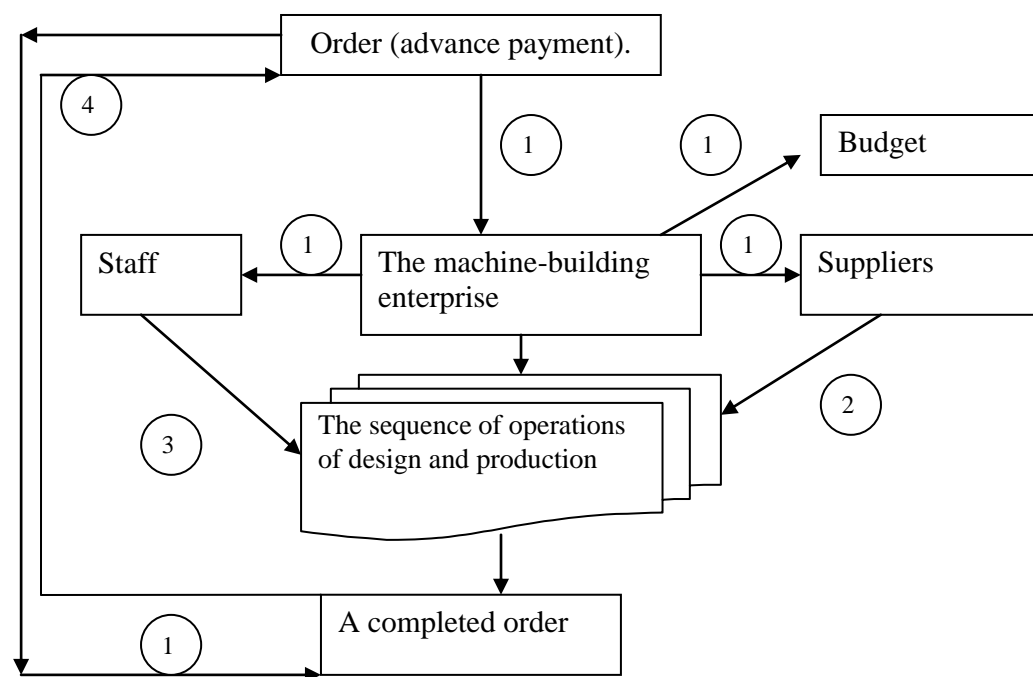 Order (advance payment).
4
1
1
Budget
Staff
1
The machine-building
enterprise
1
Suppliers
2
3
The sequence of operations
of design and production
A completed order
1